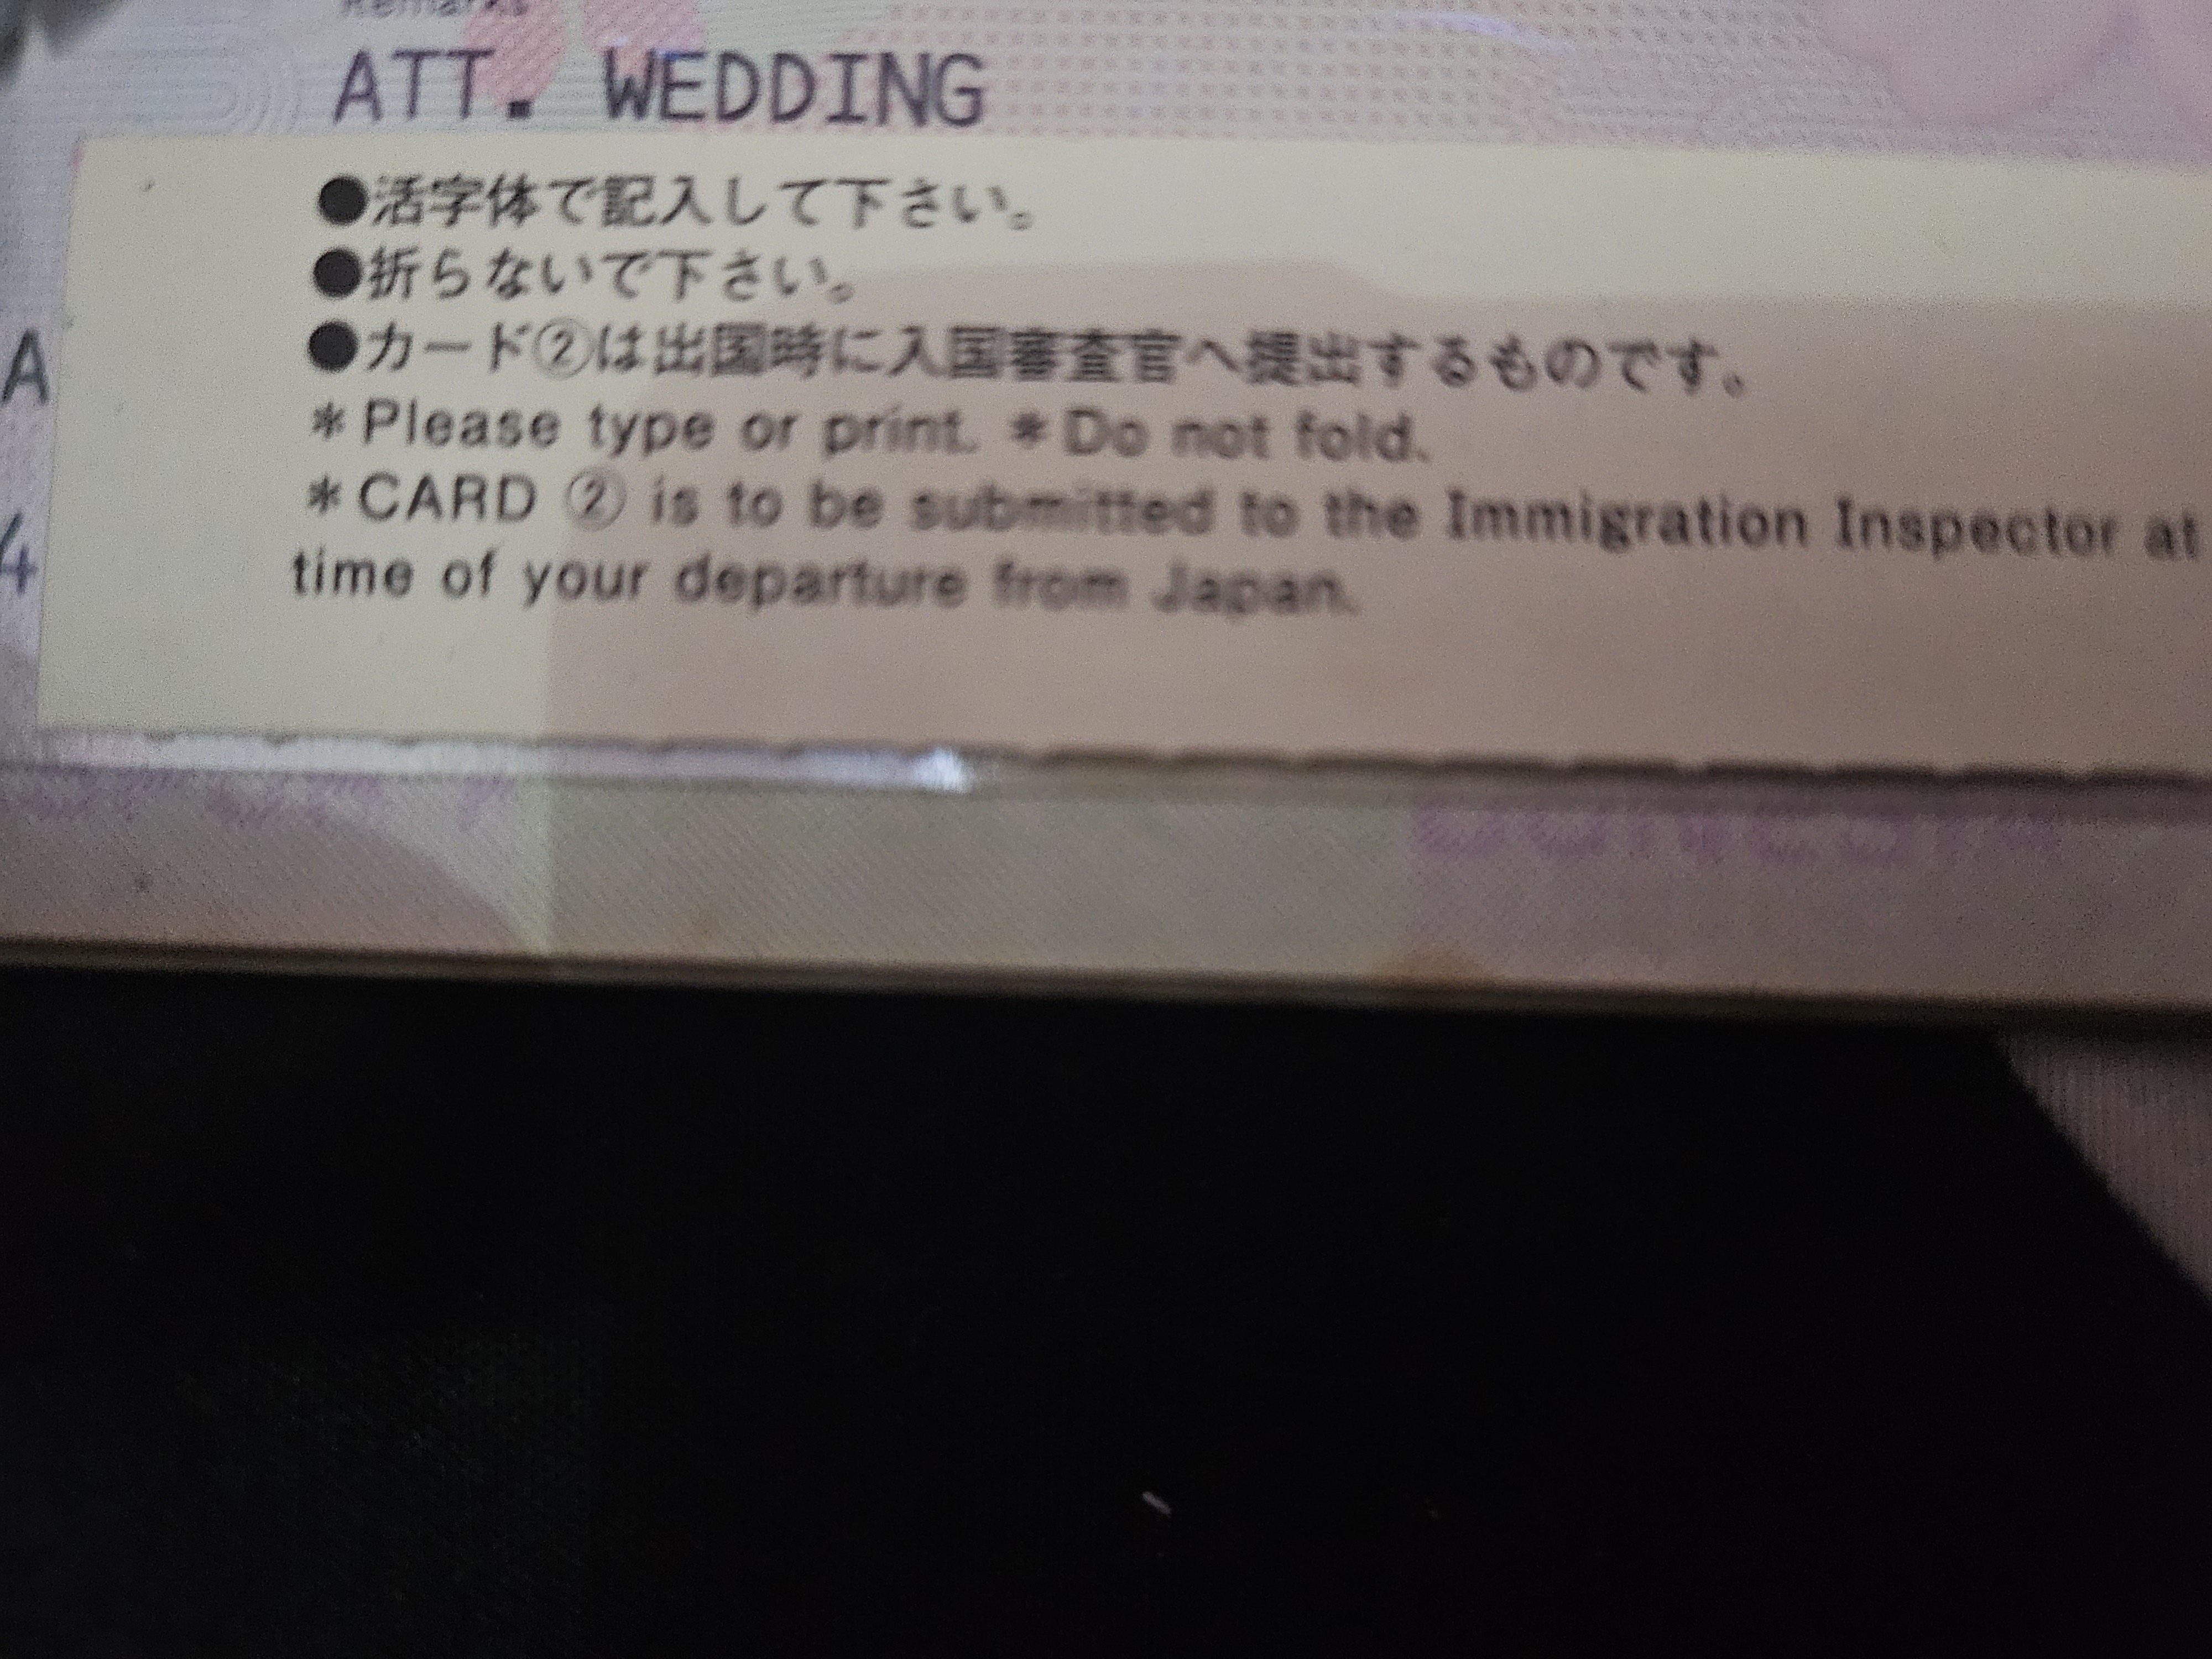 Remarks
ATT. WEDDING
●活字体で記入して下さい。
●折らないで下さい。
A
●カード②は出国時に入国審査官へ提出するものです。
*Please type or print. *Do not fold.
*CARD ② is to be submitted to the Immigration Inspector at
4
time of your departure from Japan.